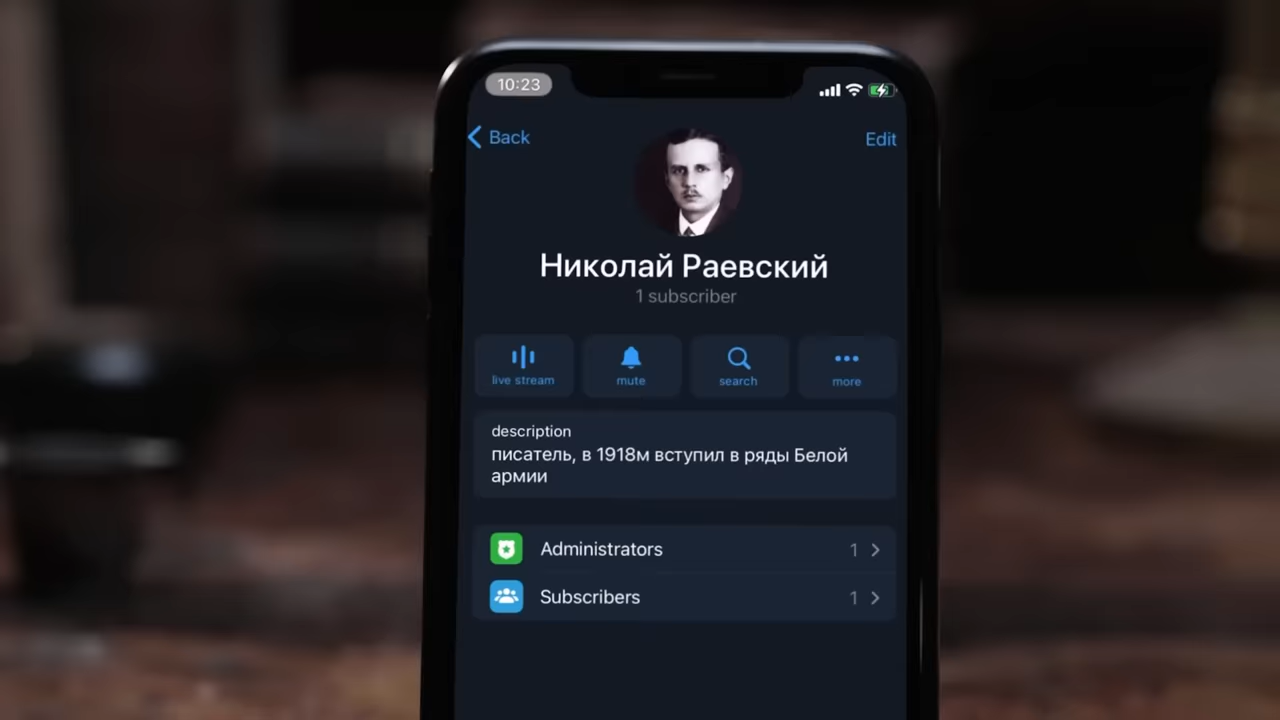 10:23
Back
Edit
Николай Раевский
1 subscriber
live stream
mute
search
more
description
писатель, в 1918м вступил в ряды Белой
армии
Administrators 1
Subscribers 1